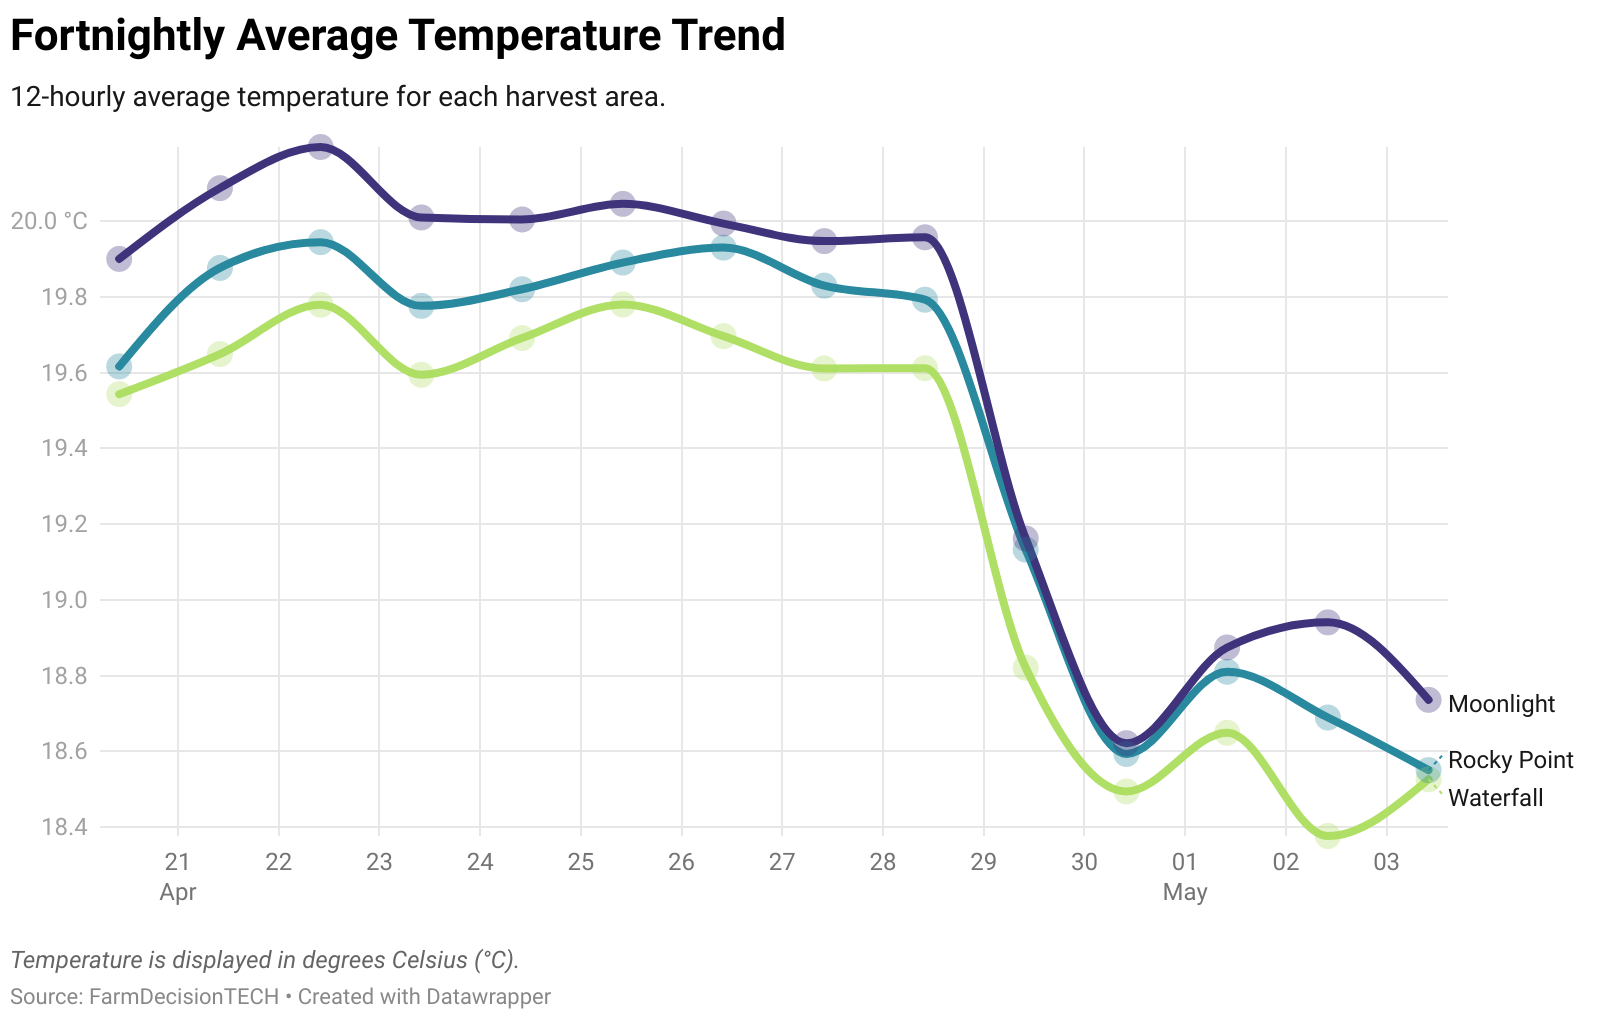 Fortnightly Average Temperature Trend
12-hourly average temperature for each harvest area.
20.0 °C
19.8
19.6
19.4
19.2
19.0
18.8
18.6
18.4
Moonlight
Rocky Point
Waterfall
21 22 23 24 25 26 27 28 29 30 01 02 03
Apr May
Temperature is displayed in degrees Celsius (°C).
Source: FarmDecisionTECH • Created with Datawrapper